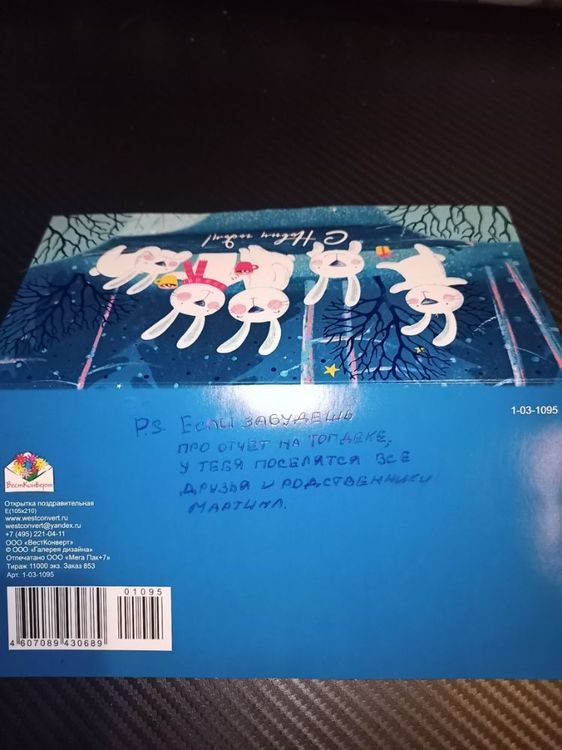 С Новым годом!
P.S. ЕСЛИ ЗАБУДЕШЬ
ПРО ОТЧЕТ НА ТОПДЕКЕ,
У ТЕБЯ ПОСЕЛЯТСЯ ВСЕ
ДРУЗЬЯ И РОДСТВЕННИКИ
МАРТИНА.
1-03-1095
ВестКонверт
Открытка поздравительная
Е(105х210)
www.westconvert.ru
westconvert@yandex.ru
+7 (495) 221-04-11
ООО «ВестКонверт»
© ООО «Галерея дизайна»
Отпечатано ООО «Мега Пак+7»
Тираж 11000 экз. Заказ 853
Арт. 1-03-1095
01095
4 607089 430689